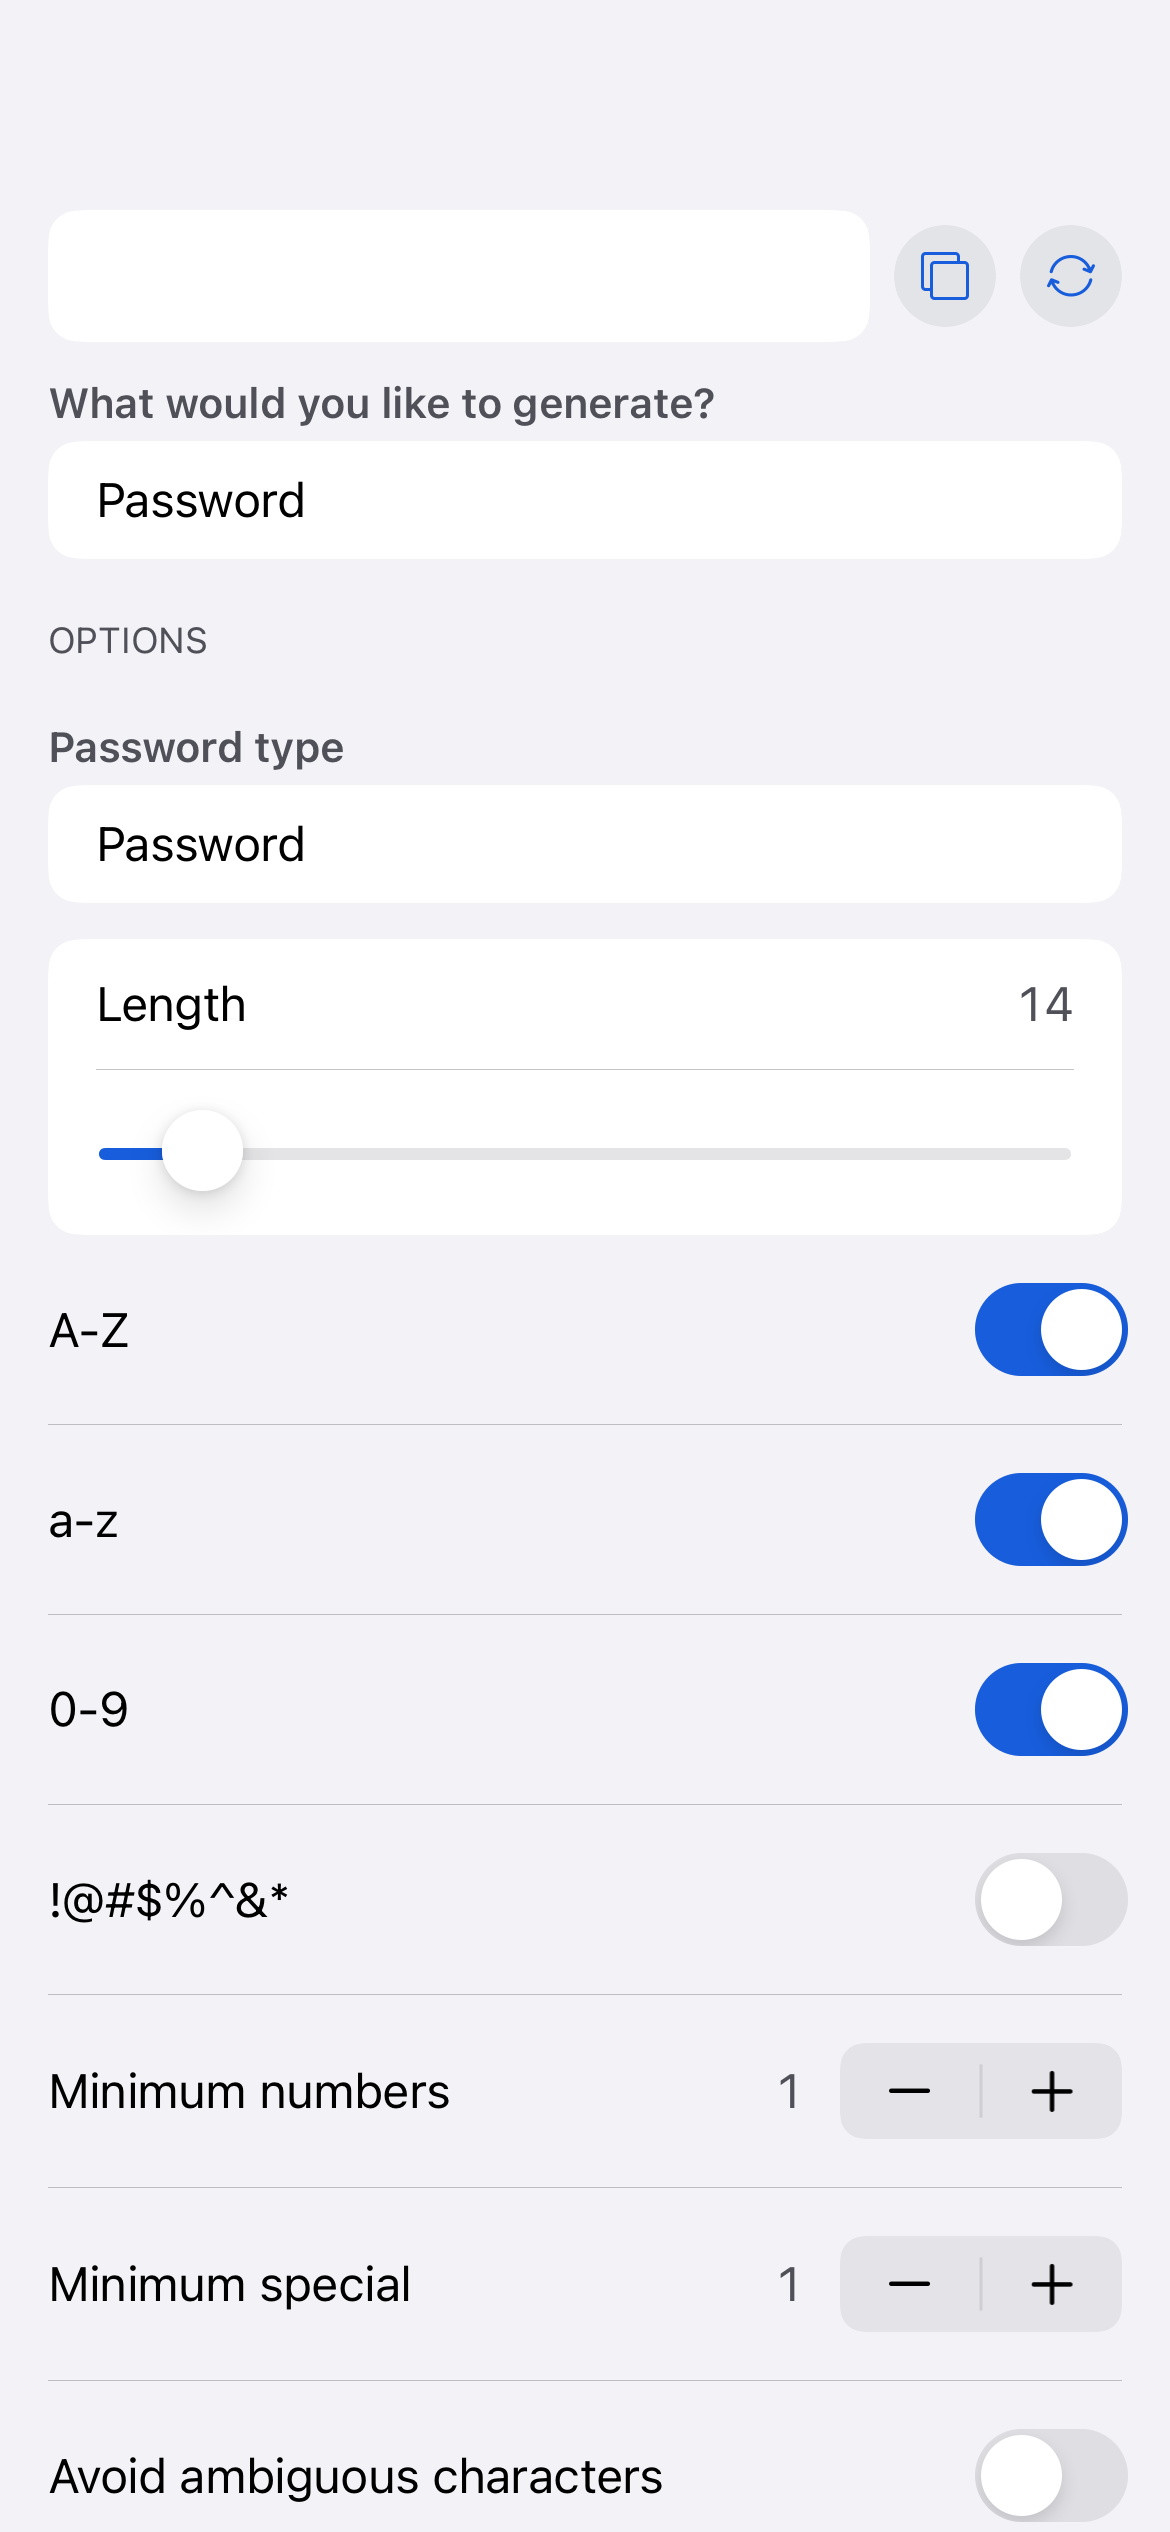 What would you like to generate?
Password
OPTIONS
Password type
Password
Length 14
A-Z
a-z
0-9
!@#$%^&*
Minimum numbers 1
Minimum special 1
Avoid ambiguous characters